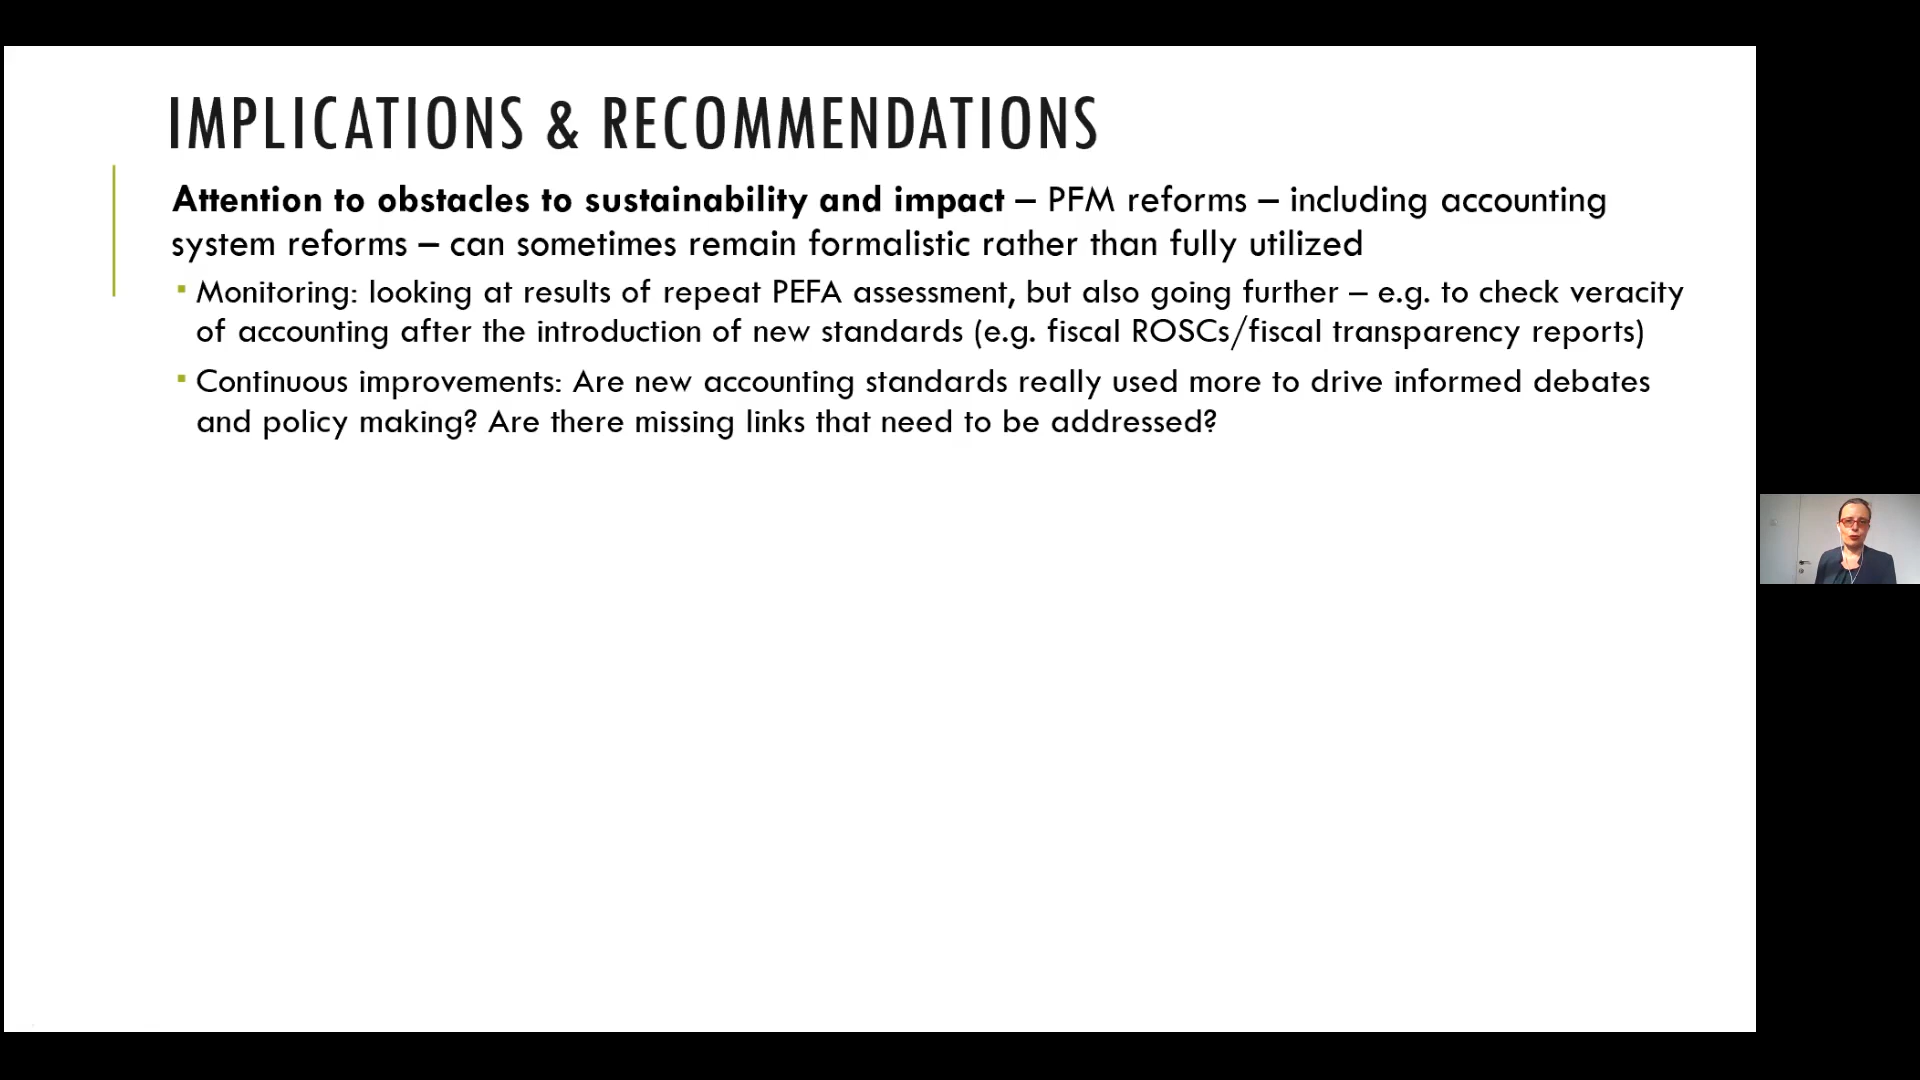 IMPLICATIONS & RECOMMENDATIONS
Attention to obstacles to sustainability and impact – PFM reforms – including accounting
system reforms – can sometimes remain formalistic rather than fully utilized
▪ Monitoring: looking at results of repeat PEFA assessment, but also going further – e.g. to check veracity
of accounting after the introduction of new standards (e.g. fiscal ROSCs/fiscal transparency reports)
▪ Continuous improvements: Are new accounting standards really used more to drive informed debates
and policy making? Are there missing links that need to be addressed?